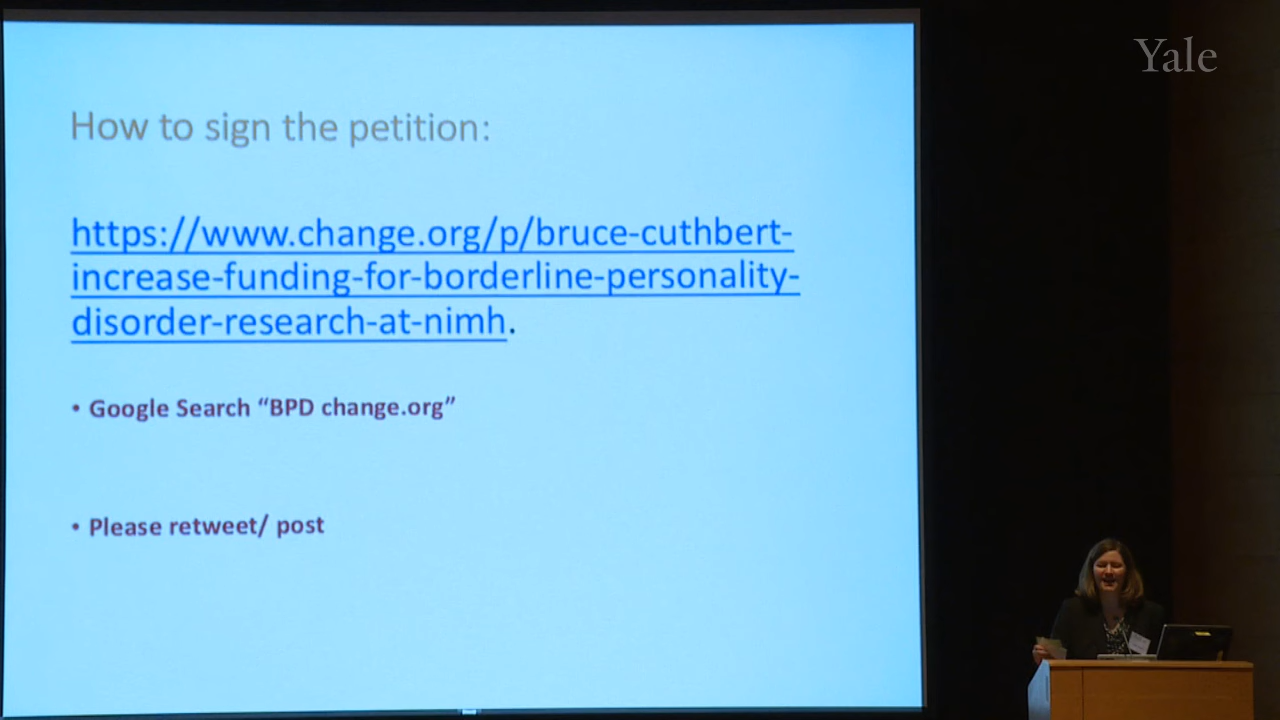 Yale
How to sign the petition:
https://www.change.org/p/bruce-cuthbert-
increase-funding-for-borderline-personality-
disorder-research-at-nimh.
• Google Search “BPD change.org”
• Please retweet/ post